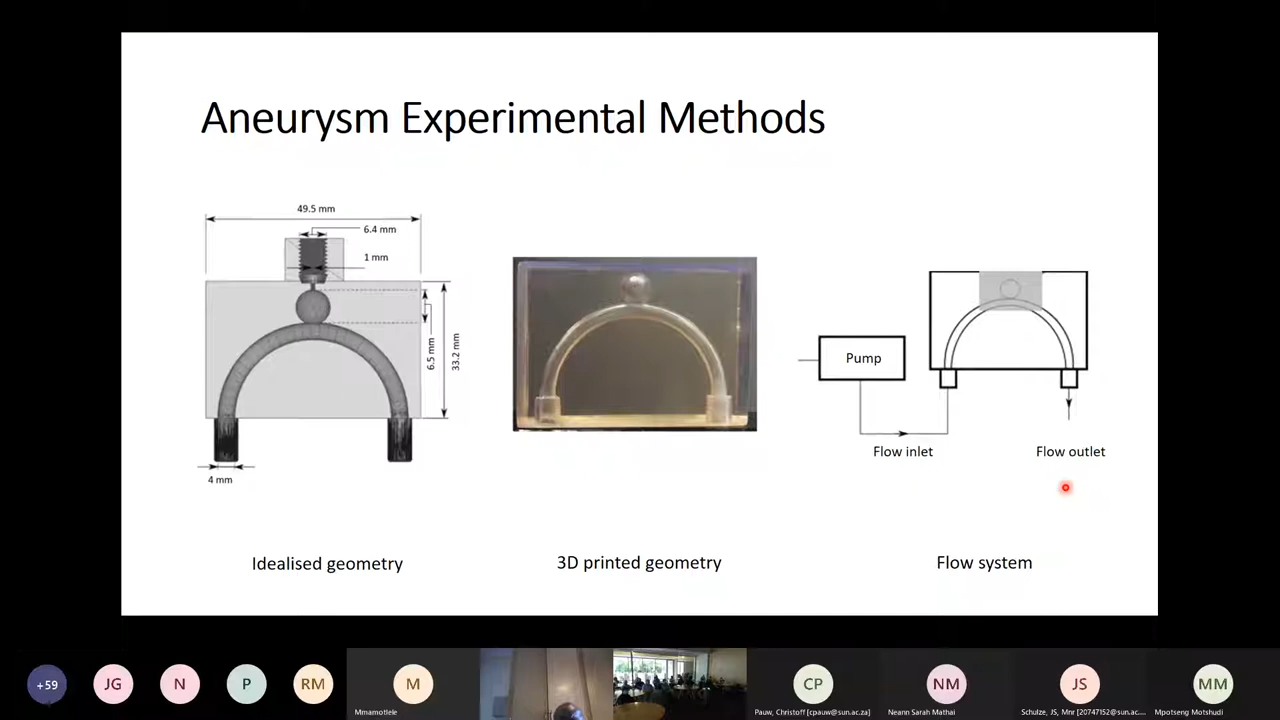 Aneurysm Experimental Methods
49.5 mm
6.4 mm
1 mm
6.5 mm
33.2 mm
4 mm
Pump
Flow inlet
Flow outlet
Idealised geometry
3D printed geometry
Flow system
+59
JG
N
P
RM
M
Mmamotlele
CP
Pauw, Christoff [cpauw@sun.ac.za]
NM
Neann Sarah Mathai
JS
Schulze, JS, Mnr [20747152@sun.ac....
MM
Mpotseng Motshudi